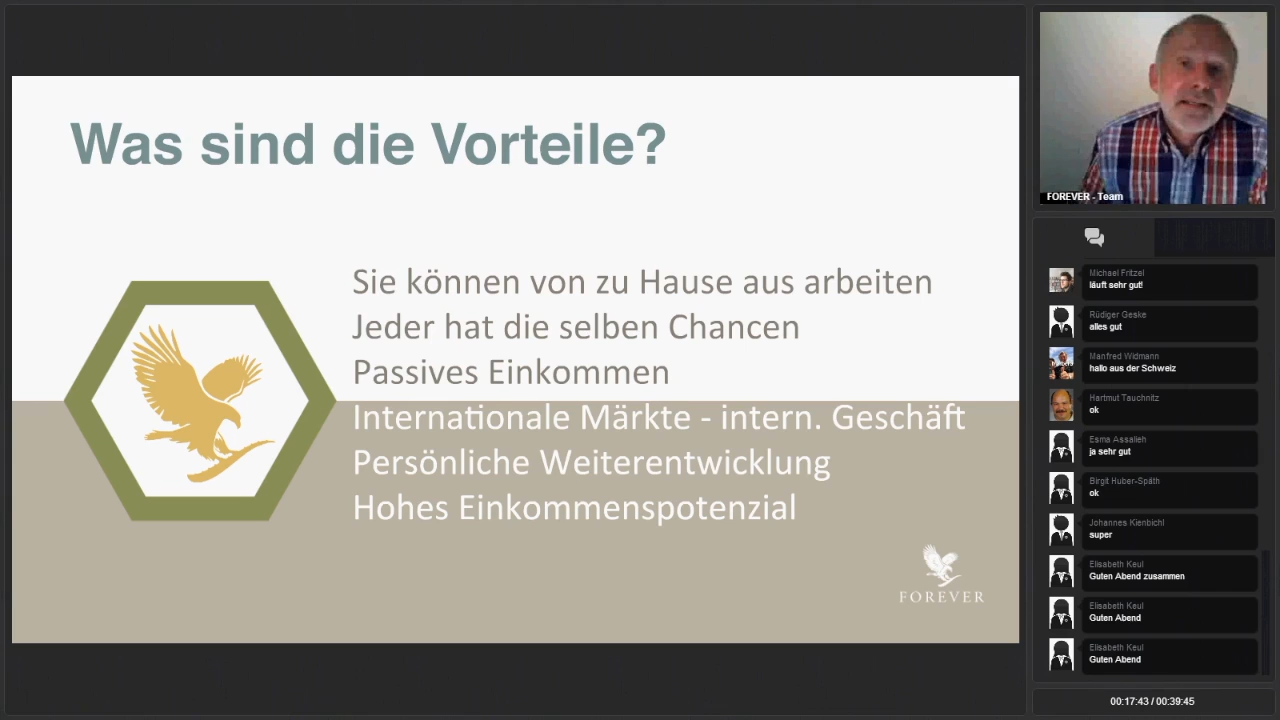 Was sind die Vorteile?
Sie können von zu Hause aus arbeiten
Jeder hat die selben Chancen
Passives Einkommen
Internationale Märkte - intern. Geschäft
Persönliche Weiterentwicklung
Hohes Einkommenspotenzial
FOREVER
FOREVER - Team
Michael Fritzel
läuft sehr gut!
Rüdiger Geske
alles gut
Manfred Widmann
hallo aus der Schweiz
Hartmut Tauchnitz
ok
Esma Assalieh
ja sehr gut
Birgit Huber-Späth
ok
Johannes Kienbichl
super
Elisabeth Keul
Guten Abend zusammen
Elisabeth Keul
Guten Abend
Elisabeth Keul
Guten Abend
00:17:43 / 00:39:45